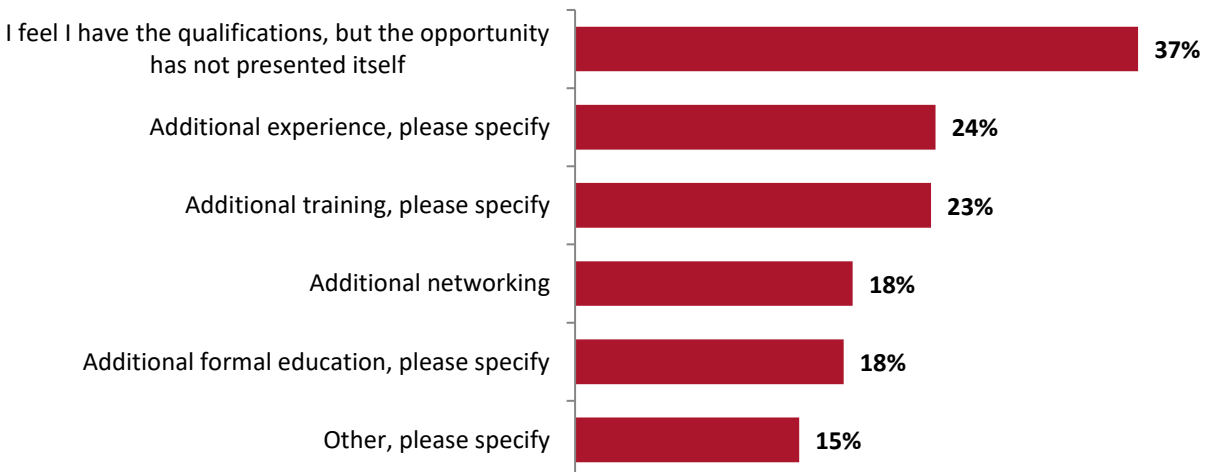 I feel I have the qualifications, but the opportunity
has not presented itself
37%
Additional experience, please specify
24%
Additional training, please specify
23%
Additional networking
18%
Additional formal education, please specify
18%
Other, please specify
15%